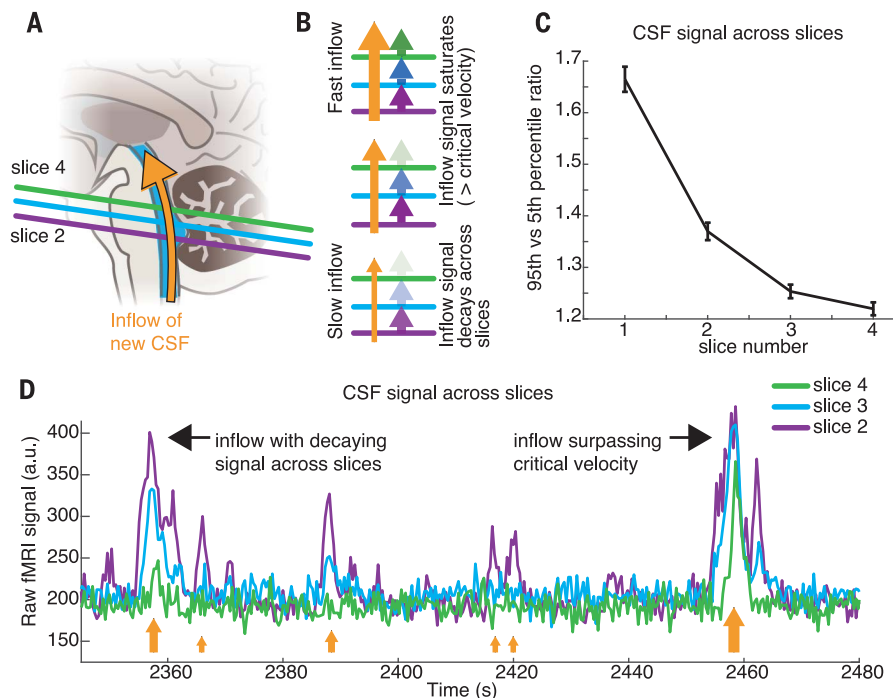 A
slice 4
slice 2
Inflow of
new CSF
B
Fast inflow
Slow inflow
Inflow signal saturates
( > critical velocity)
Inflow signal
decays across
slices
C
CSF signal across slices
95th vs 5th percentile ratio
1.7
1.6
1.5
1.4
1.3
1.2
1 2 3 4
slice number
D
CSF signal across slices
slice 4
slice 3
slice 2
inflow with decaying
signal across slices
inflow surpassing
critical velocity
Raw fMRI signal (a.u.)
400
350
300
250
200
150
2360 2380 2400 2420 2440 2460 2480
Time (s)